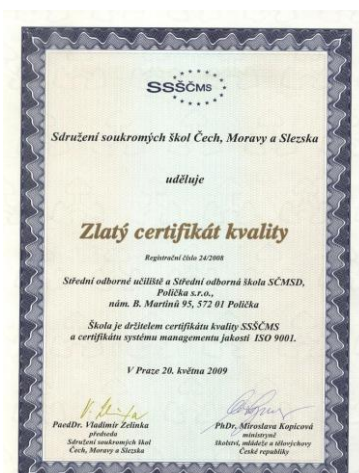 SSŠČMS
Sdružení soukromých škol Čech, Moravy a Slezska
uděluje
Zlatý certifikát kvality
Registrační číslo 24/2008
Střední odborné učiliště a Střední odborná škola SČMSD,
Polička s.r.o.,
nám. B. Martinů 95, 572 01 Polička
Škola je držitelem certifikátu kvality SSŠČMS
a certifikátu systému managementu jakosti ISO 9001.
V Praze 20. května 2009
PaedDr. Vladimír Zelinka
předseda
Sdružení soukromých škol
Čech, Moravy a Slezska
PhDr. Miroslava Kopicová
ministryně
školství, mládeže a tělovýchovy
České republiky